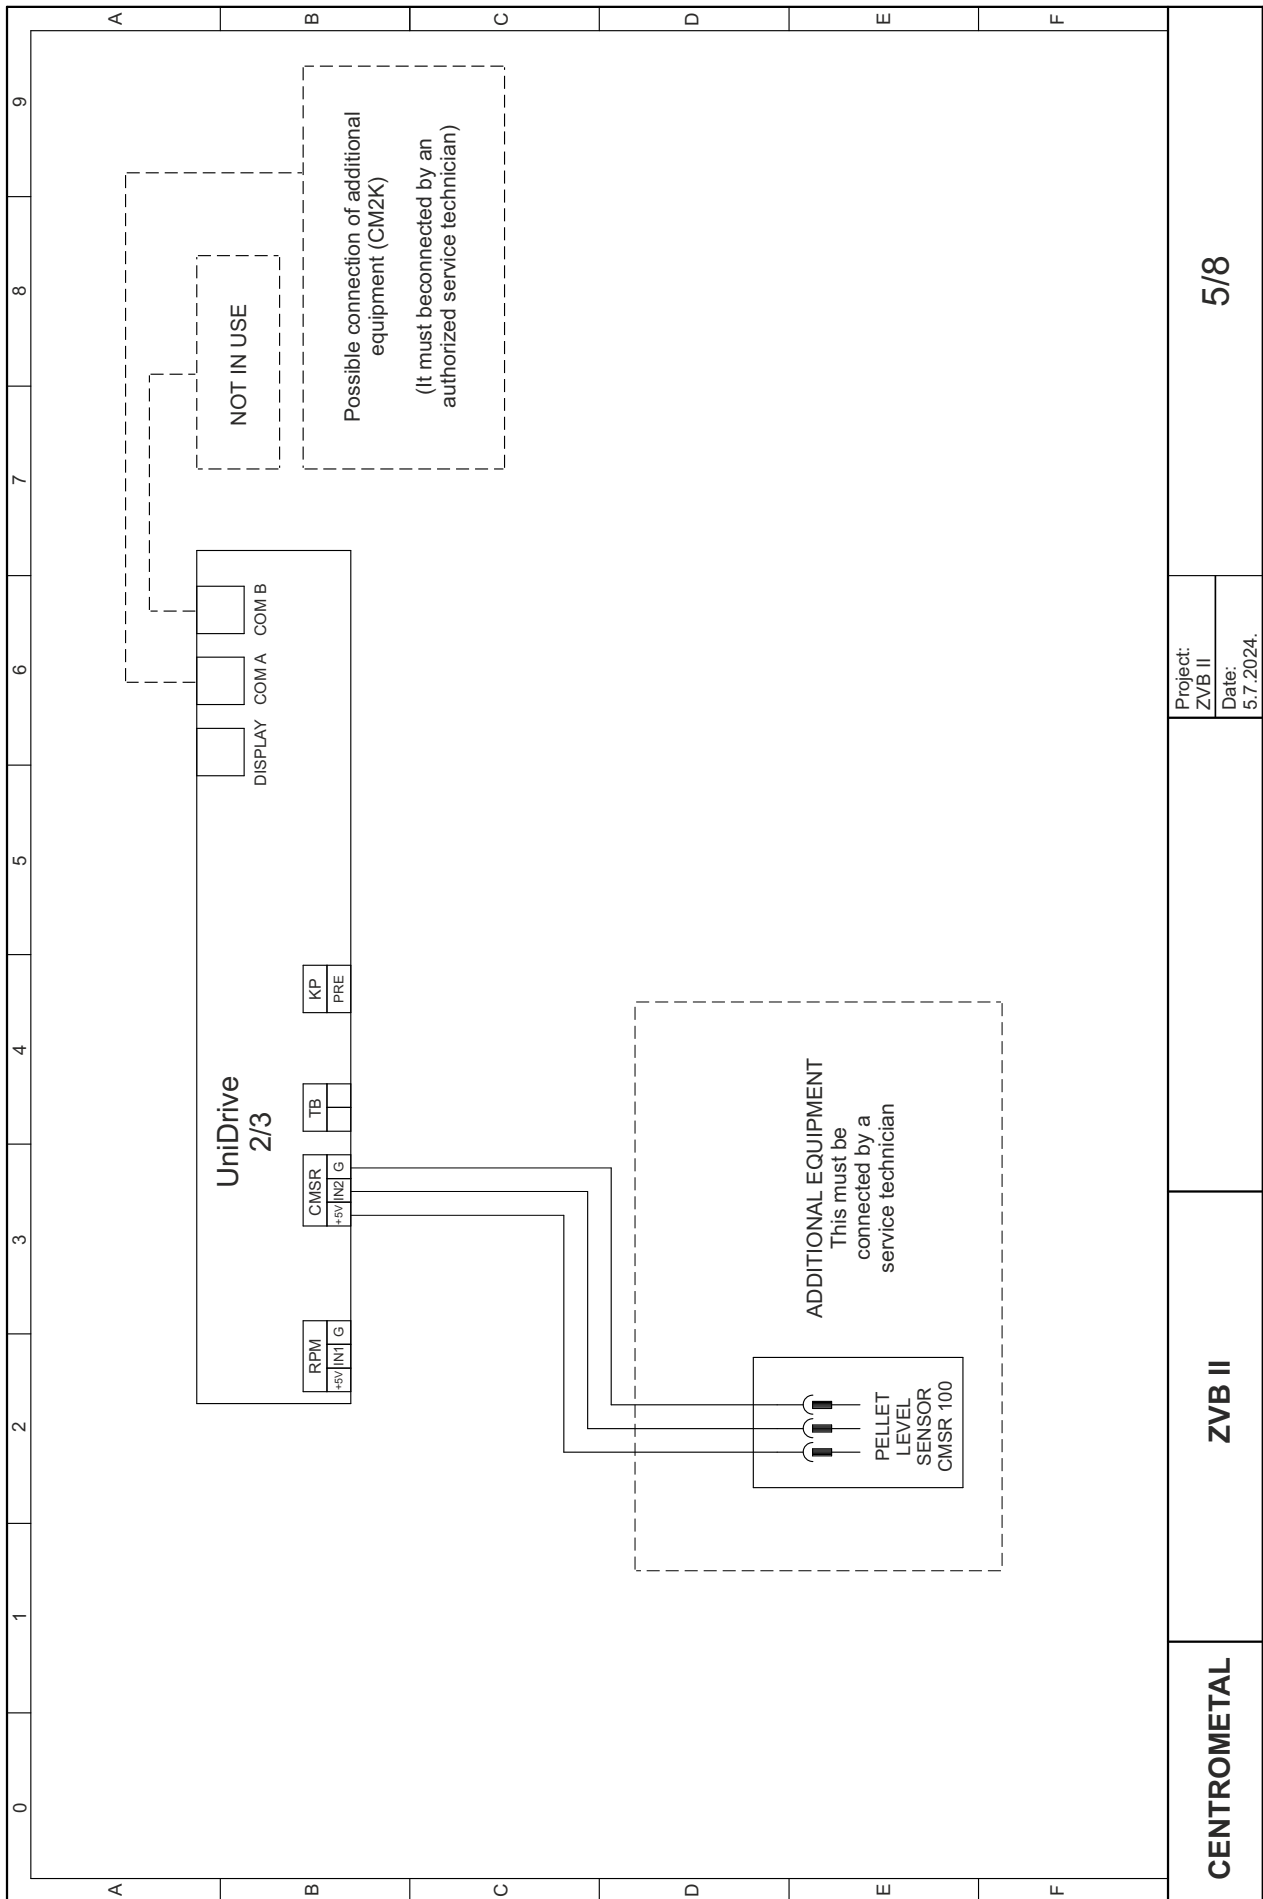 0 1 2 3 4 5 6 7 8 9
A
A
B
B
C
C
D
D
E
E
F
F
UniDrive
2/3
RPM
+5V IN1 G
CMSR
+5V IN2 G
TB
KP
PRE
DISPLAY
COM A
COM B
NOT IN USE
Possible connection of additional
equipment (CM2K)
(It must beconnected by an
authorized service technician)
ADDITIONAL EQUIPMENT
This must be
connected by a
service technician
PELLET
LEVEL
SENSOR
CMSR 100
CENTROMETAL
ZVB II
Project:
ZVB II
Date:
5.7.2024.
5/8